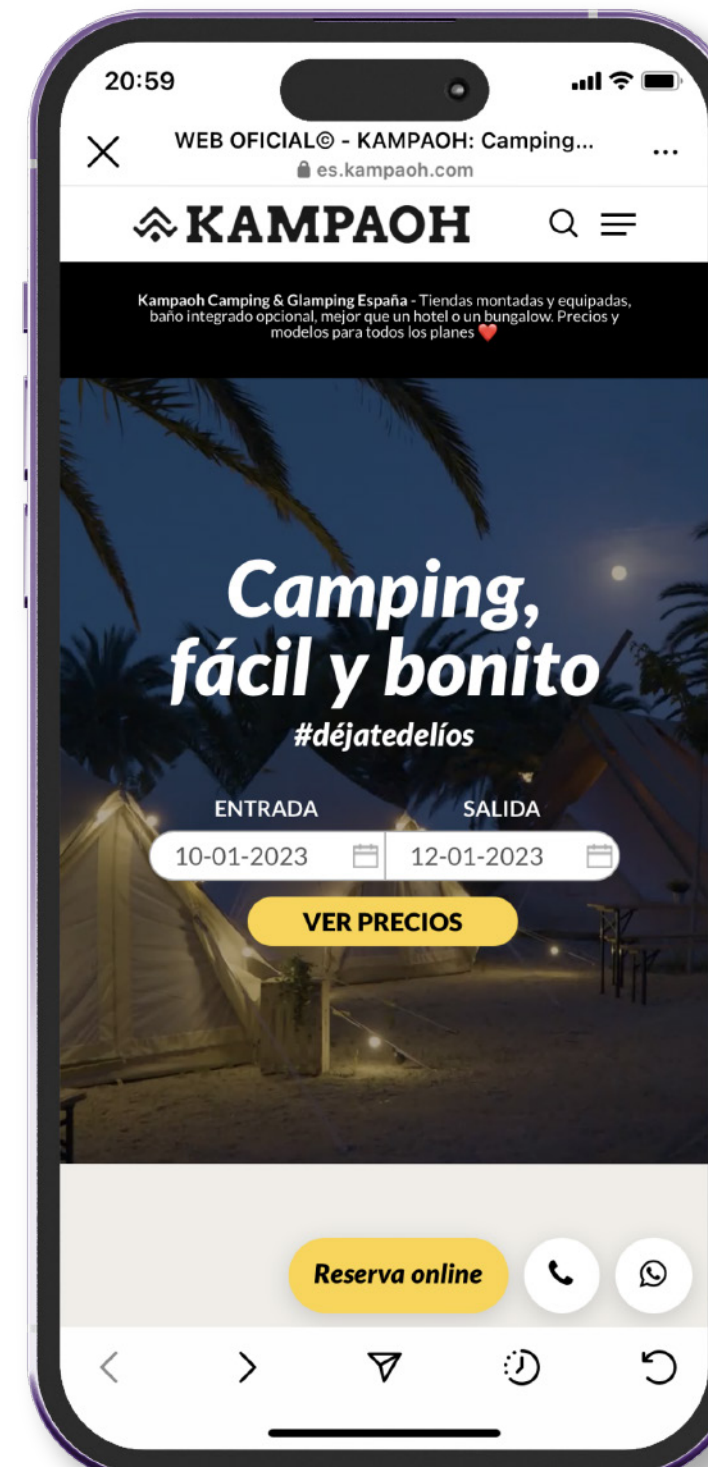 20:59
WEB OFICIAL© - KAMPAOH: Camping...
es.kampaoh.com
KAMPAOH
Kampaoh Camping & Glamping España - Tiendas montadas y equipadas,
baño integrado opcional, mejor que un hotel o un bungalow. Precios y
modelos para todos los planes ❤️
Camping,
fácil y bonito
#déjatedelíos
ENTRADA SALIDA
10-01-2023 12-01-2023
VER PRECIOS
Reserva online